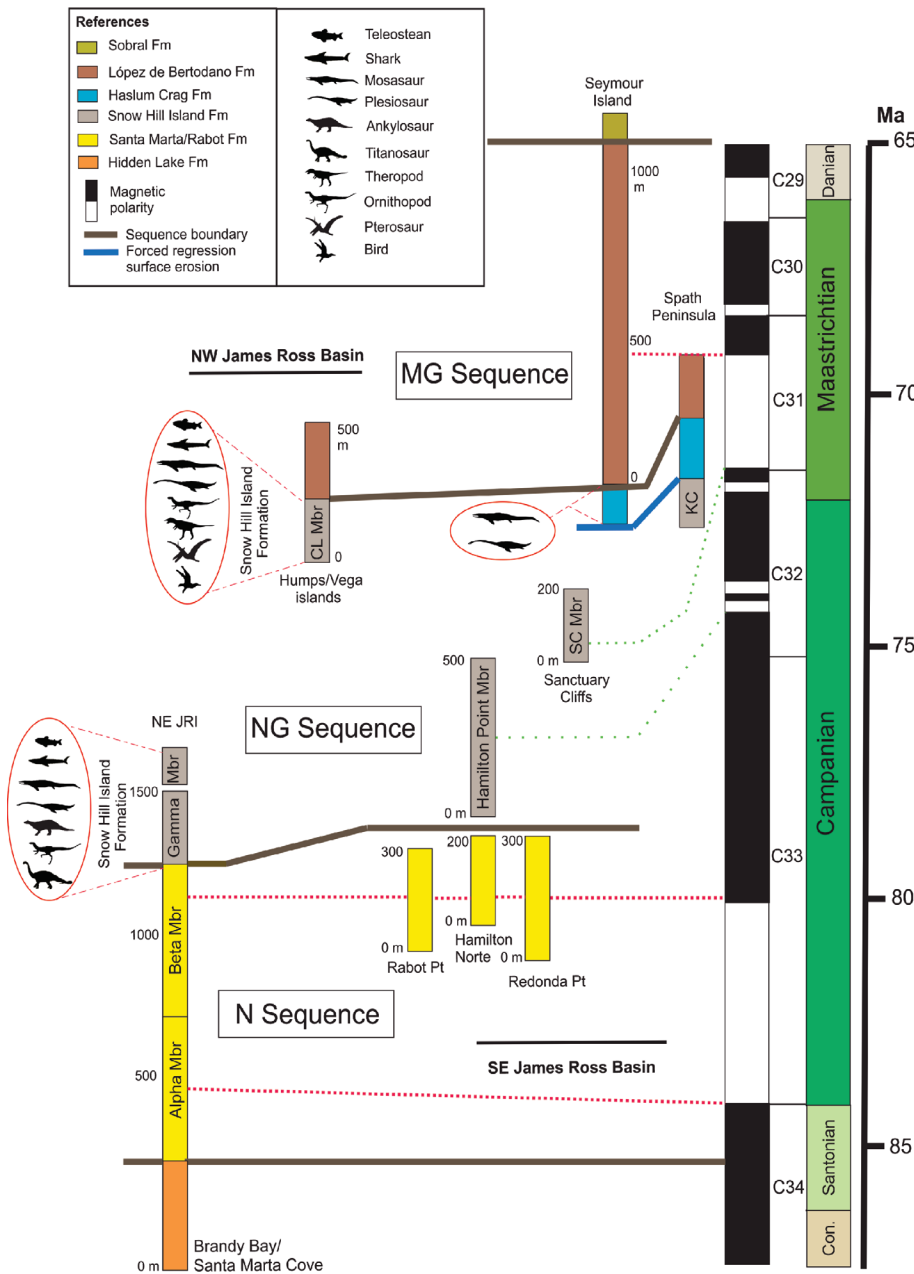 References
Sobral Fm
López de Bertodano Fm
Haslum Crag Fm
Snow Hill Island Fm
Santa Marta/Rabot Fm
Hidden Lake Fm
Magnetic
polarity
Sequence boundary
Forced regression
surface erosion
Teleostean
Shark
Mosasaur
Plesiosaur
Ankylosaur
Titanosaur
Theropod
Ornithopod
Pterosaur
Bird
Seymour
Island
1000
m
500
0
Spath
Peninsula
KC
NW James Ross Basin
MG Sequence
Snow Hill Island
Formation
500
m
CL Mbr
0
Humps/Vega
islands
200
SC Mbr
0 m
Sanctuary
Cliffs
500
Hamilton Point Mbr
0 m
NG Sequence
NE JRI
Snow Hill Island
Formation
Mbr
1500
Gamma
Beta Mbr
1000
Alpha Mbr
500
0 m
Brandy Bay/
Santa Marta Cove
300
0 m
Rabot Pt
200
0 m
Hamilton
Norte
300
0 m
Redonda Pt
N Sequence
SE James Ross Basin
C29
C30
C31
C32
C33
C34
Danian
Maastrichtian
Campanian
Santonian
Con.
Ma
65
70
75
80
85